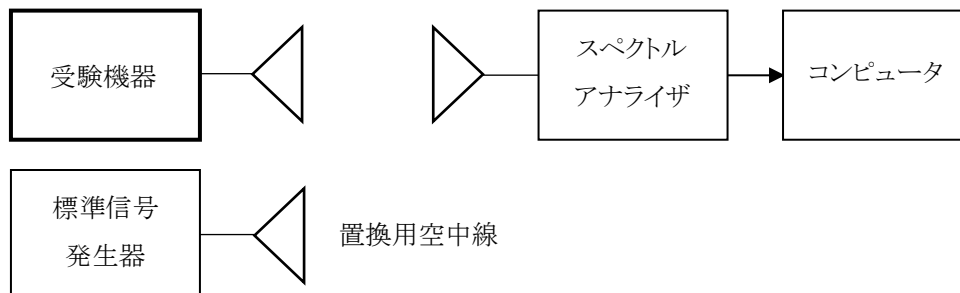 受験機器
スペクトル
アナライザ
コンピュータ
標準信号
発生器
置換用空中線